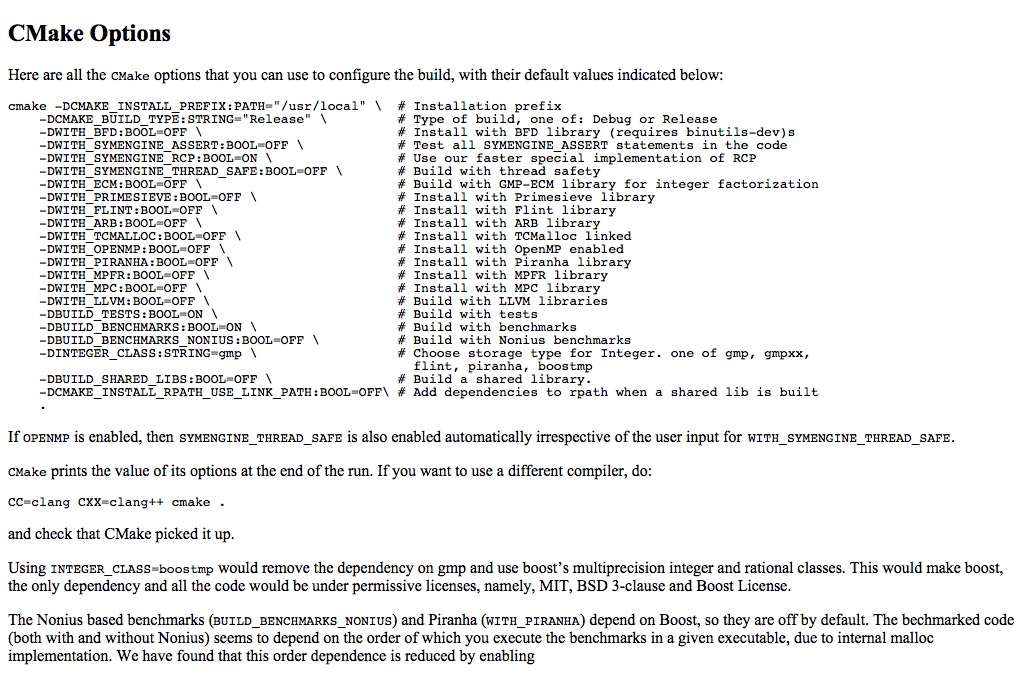 CMake Options
Here are all the CMake options that you can use to configure the build, with their default values indicated below:
cmake -DCMAKE_INSTALL_PREFIX:PATH="/usr/local" \ # Installation prefix
-DCMAKE_BUILD_TYPE:STRING="Release" \ # Type of build, one of: Debug or Release
-DWITH_BFD:BOOL=OFF \ # Install with BFD library (requires binutils-dev)s
-DWITH_SYMENGINE_ASSERT:BOOL=OFF \ # Test all SYMENGINE_ASSERT statements in the code
-DWITH_SYMENGINE_RCP:BOOL=ON \ # Use our faster special implementation of RCP
-DWITH_SYMENGINE_THREAD_SAFE:BOOL=OFF \ # Build with thread safety
-DWITH_ECM:BOOL=OFF \ # Build with GMP-ECM library for integer factorization
-DWITH_PRIMESIEVE:BOOL=OFF \ # Install with Primesieve library
-DWITH_FLINT:BOOL=OFF \ # Install with Flint library
-DWITH_ARB:BOOL=OFF \ # Install with ARB library
-DWITH_TCMALLOC:BOOL=OFF \ # Install with TCMalloc linked
-DWITH_OPENMP:BOOL=OFF \ # Install with OpenMP enabled
-DWITH_PIRANHA:BOOL=OFF \ # Install with Piranha library
-DWITH_MPFR:BOOL=OFF \ # Install with MPFR library
-DWITH_MPC:BOOL=OFF \ # Install with MPC library
-DWITH_LLVM:BOOL=OFF \ # Build with LLVM libraries
-DBUILD_TESTS:BOOL=ON \ # Build with tests
-DBUILD_BENCHMARKS:BOOL=ON \ # Build with benchmarks
-DBUILD_BENCHMARKS_NONIUS:BOOL=OFF \ # Build with Nonius benchmarks
-DINTEGER_CLASS:STRING=gmp \ # Choose storage type for Integer. one of gmp, gmpxx,
flint, piranha, boostmp
-DBUILD_SHARED_LIBS:BOOL=OFF \ # Build a shared library.
-DCMAKE_INSTALL_RPATH_USE_LINK_PATH:BOOL=OFF\ # Add dependencies to rpath when a shared lib is built
.
If OPENMP is enabled, then SYMENGINE_THREAD_SAFE is also enabled automatically irrespective of the user input for WITH_SYMENGINE_THREAD_SAFE.
CMake prints the value of its options at the end of the run. If you want to use a different compiler, do:
CC=clang CXX=clang++ cmake .
and check that CMake picked it up.
Using INTEGER_CLASS=boostmp would remove the dependency on gmp and use boost’s multiprecision integer and rational classes. This would make boost,
the only dependency and all the code would be under permissive licenses, namely, MIT, BSD 3-clause and Boost License.
The Nonius based benchmarks (BUILD_BENCHMARKS_NONIUS) and Piranha (WITH_PIRANHA) depend on Boost, so they are off by default. The bechmarked code
(both with and without Nonius) seems to depend on the order of which you execute the benchmarks in a given executable, due to internal malloc
implementation. We have found that this order dependence is reduced by enabling